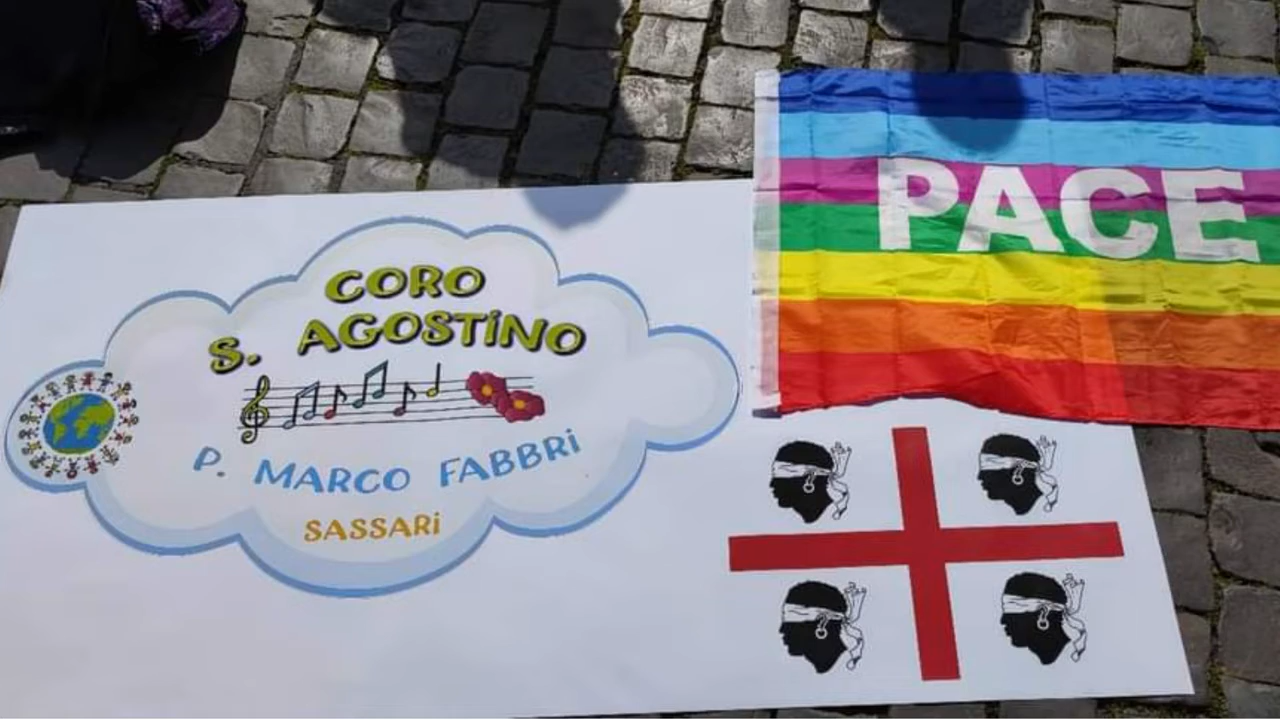 CORO
S. AGOSTiNO
P. MARCO FABBRi
SASSARi
PACE